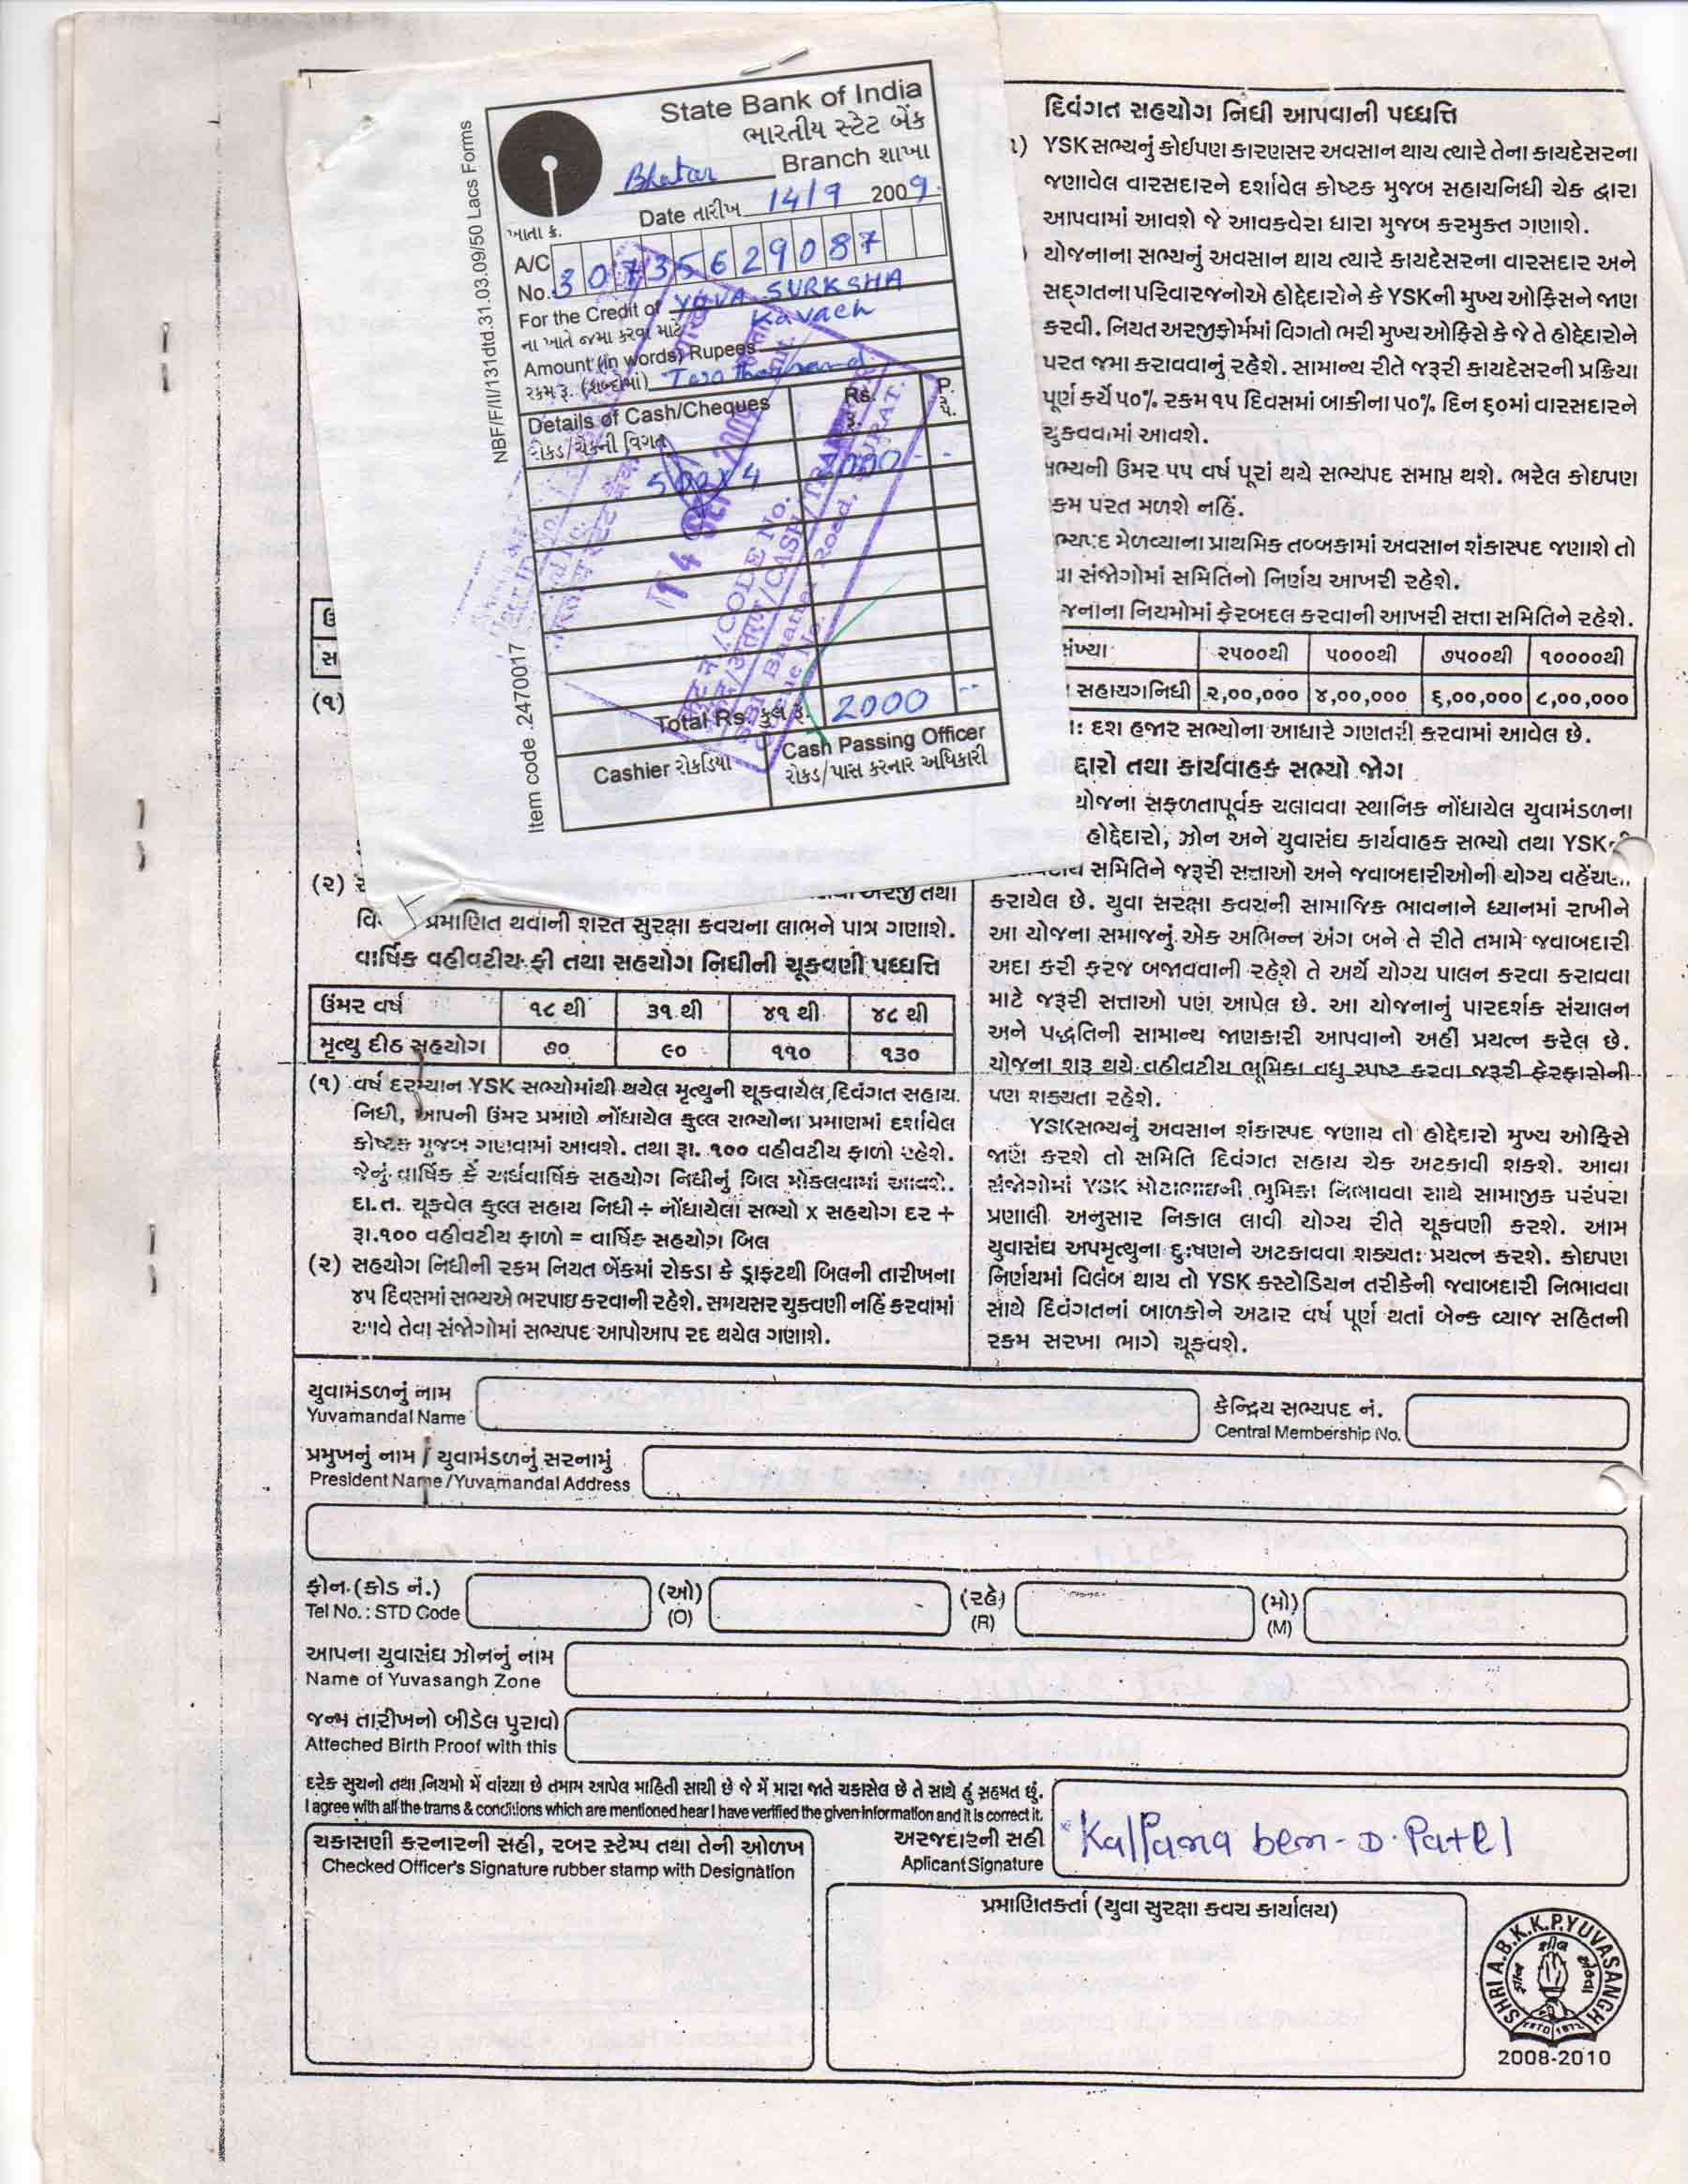 State Bank of India
ભારતીય સ્ટેટ બેંક
Bhatar Branch શાખા
Date તારીખ 14/9 2009.
ખાતા ક્ર.
A/C
No. 30735629087
For the Credit of YUVA SURKSHA
ના ખાતે જમા કરવા માટે Kavach
Amount (in words) Rupees
રકમ રૂ. (શબ્દોમાં) Two Thousand
Details of Cash/Cheques Rs. P.
રોકડ/ચેકની વિગત રૂ. પૈ.
500 x 4 2000 - -
Total Rs. કુલ રૂ. 2000 --
Cashier રોકડિયા
Cash Passing Officer
રોકડ/પાસ કરનાર અધિકારી
NBF/F/II/131dtd.31.03.09/50 Lacs Forms
Item code .2470017
/CODE No.
(૧)
(૨)
અરજી તથા
પ્રમાણિત થવાની શરત સુરક્ષા કવચના લાભને પાત્ર ગણાશે.
વાર્ષિક વહીવટીય ફી તથા સહયોગ નિધીની ચૂકવણી પધ્ધતિ
ઉંમર વર્ષ ૧૮ થી ૩૧ થી ૪૧ થી ૪૮ થી
મૃત્યુ દીઠ સહયોગ ૭૦ ૯૦ ૧૧૦ ૧૩૦
(૧) વર્ષ દરમ્યાન YSK સભ્યોમાંથી થયેલ મૃત્યુની ચૂકવાયેલ દિવંગત સહાય
નિધી, આપની ઉંમર પ્રમાણે નોંધાયેલ કુલ્લ સભ્યોના પ્રમાણમાં દર્શાવેલ
કોષ્ટક મુજબ ગણવામાં આવશે. તથા રૂા. ૧૦૦ વહીવટીય ફાળો રહેશે.
જેનું વાર્ષિક કે અર્ધવાર્ષિક સહયોગ નિધીનું બિલ મોકલવામાં આવશે.
દા.ત. ચૂકવેલ કુલ્લ સહાય નિધી ÷ નોંધાયેલા સભ્યો x સહયોગ દર +
રૂા.૧૦૦ વહીવટીય ફાળો = વાર્ષિક સહયોગ બિલ
(૨) સહયોગ નિધીની રકમ નિયત બેંકમાં રોકડા કે ડ્રાફટથી બિલની તારીખના
૪૫ દિવસમાં સભ્યએ ભરપાઇ કરવાની રહેશે. સમયસર ચુકવણી નહિં કરવામાં
આવે તેવા સંજોગોમાં સભ્યપદ આપોઆપ રદ થયેલ ગણાશે.
દિવંગત સહયોગ નિધી આપવાની પધ્ધતિ
૧) YSK સભ્યનું કોઈપણ કારણસર અવસાન થાય ત્યારે તેના કાયદેસરના
જણાવેલ વારસદારને દર્શાવેલ કોષ્ટક મુજબ સહાયનિધી ચેક દ્વારા
આપવામાં આવશે જે આવકવેરા ધારા મુજબ કરમુક્ત ગણાશે.
યોજનાના સભ્યનું અવસાન થાય ત્યારે કાયદેસરના વારસદાર અને
સદ્ગતના પરિવારજનોએ હોદ્દેદારોને કે YSKની મુખ્ય ઓફિસને જાણ
કરવી. નિયત અરજીફોર્મમાં વિગતો ભરી મુખ્ય ઓફિસે કે જે તે હોદ્દેદારોને
પરત જમા કરાવવાનું રહેશે. સામાન્ય રીતે જરૂરી કાયદેસરની પ્રક્રિયા
પૂર્ણ કર્યે ૫૦% રકમ ૧૫ દિવસમાં બાકીના ૫૦% દિન ૬૦માં વારસદારને
ચુકવવામાં આવશે.
સભ્યની ઉંમર ૫૫ વર્ષ પૂરાં થયે સભ્યપદ સમાપ્ત થશે. ભરેલ કોઇપણ
રકમ પરત મળશે નહિં.
મેળવ્યાના પ્રાથમિક તબ્બકામાં અવસાન શંકાસ્પદ જણાશે તો
સંજોગોમાં સમિતિનો નિર્ણય આખરી રહેશે.
નિયમોમાં ફેરબદલ કરવાની આખરી સત્તા સમિતિને રહેશે.
સંખ્યા ૨૫૦૦થી ૫૦૦૦થી ૭૫૦૦થી ૧૦૦૦૦થી
સહાયગનિધી ૨,૦૦,૦૦૦ ૪,૦૦,૦૦૦ ૬,૦૦,૦૦૦ ૮,૦૦,૦૦૦
દશ હજાર સભ્યોના આધારે ગણતરી કરવામાં આવેલ છે.
તથા કાર્યવાહક સભ્યો જોગ
યોજના સફળતાપૂર્વક ચલાવવા સ્થાનિક નોંધાયેલ યુવામંડળના
હોદ્દેદારો, ઝોન અને યુવાસંઘ કાર્યવાહક સભ્યો તથા YSK
સમિતિને જરૂરી સત્તાઓ અને જવાબદારીઓની યોગ્ય વહેંચણી
કરાયેલ છે. યુવા સરક્ષા કવચની સામાજિક ભાવનાને ધ્યાનમાં રાખીને
આ યોજના સમાજનું એક અભિન્ન અંગ બને તે રીતે તમામે જવાબદારી
અદા કરી ફરજ બજાવવાની રહેશે તે અર્થે યોગ્ય પાલન કરવા કરાવવા
માટે જરૂરી સત્તાઓ પણ આપેલ છે. આ યોજનાનું પારદર્શક સંચાલન
અને પદ્ધતિની સામાન્ય જાણકારી આપવાનો અહીં પ્રયત્ન કરેલ છે.
યોજના શરૂ થયે વહીવટીય ભૂમિકા વધુ સ્પષ્ટ કરવા જરૂરી ફેરફારોની
પણ શક્યતા રહેશે.
YSKસભ્યનું અવસાન શંકાસ્પદ જણાય તો હોદ્દેદારો મુખ્ય ઓફિસે
જાણ કરશે તો સમિતિ દિવંગત સહાય ચેક અટકાવી શકશે. આવા
સંજોગોમાં YSK મોટાભાઇની ભુમિકા નિભાવવા સાથે સામાજીક પરંપરા
પ્રણાલી અનુસાર નિકાલ લાવી યોગ્ય રીતે ચૂકવણી કરશે. આમ
યુવાસંઘ અપમૃત્યુના દુઃષણને અટકાવવા શક્યતઃ પ્રયત્ન કરશે. કોઇપણ
નિર્ણયમાં વિલંબ થાય તો YSK કસ્ટોડિયન તરીકેની જવાબદારી નિભાવવા
સાથે દિવંગતનાં બાળકોને અઢાર વર્ષ પૂર્ણ થતાં બેન્ક વ્યાજ સહિતની
રકમ સરખા ભાગે ચૂકવશે.
યુવામંડળનું નામ
Yuvamandal Name
કેન્દ્રિય સભ્યપદ નં.
Central Membership No.
પ્રમુખનું નામ / યુવામંડળનું સરનામું
President Name/Yuvamandal Address
ફોન.(કોડ નં.) (ઓ) (રહે) (મો)
Tel No.: STD Code (O) (R) (M)
આપના યુવાસંઘ ઝોનનું નામ
Name of Yuvasangh Zone
જન્મ તારીખનો બીડેલ પુરાવો
Atteched Birth Proof with this
દરેક સુચનો તથા નિયમો મેં વાંચ્યા છે તમામ આપેલ માહિતી સાચી છે જે મેં મારા જાતે ચકાસેલ છે તે સાથે હું સહમત છું.
I agree with all the trams & conditions which are mentioned hear I have verified the given information and it is correct it.
ચકાસણી કરનારની સહી, રબર સ્ટેમ્પ તથા તેની ઓળખ
Checked Officer's Signature rubber stamp with Designation
અરજદારની સહી
Aplicant Signature
Kalpana ben - D. Patel
પ્રમાણિતકર્તા (યુવા સુરક્ષા કવચ કાર્યાલય)
SHRI A.B.K.K.P.YUVASANGH
ESTD 1972
2008-2010